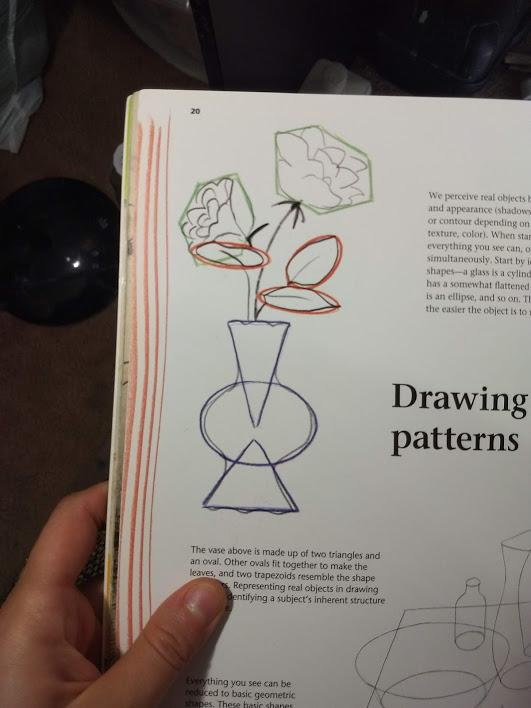 20
We perceive real objects
and appearance (shadows
or contour depending on
texture, color). When
everything you see can,
simultaneously. Start by
shapes—a glass is a
has a somewhat flattened
is an ellipse, and so on.
the easier the object is to
Drawing
patterns
The vase above is made up of two triangles and
an oval. Other ovals fit together to make the
leaves, and two trapezoids resemble the shape
Representing real objects in drawing
identifying a subject's inherent structure
Everything you see can be
reduced to basic geometric
shapes. These basic shapes